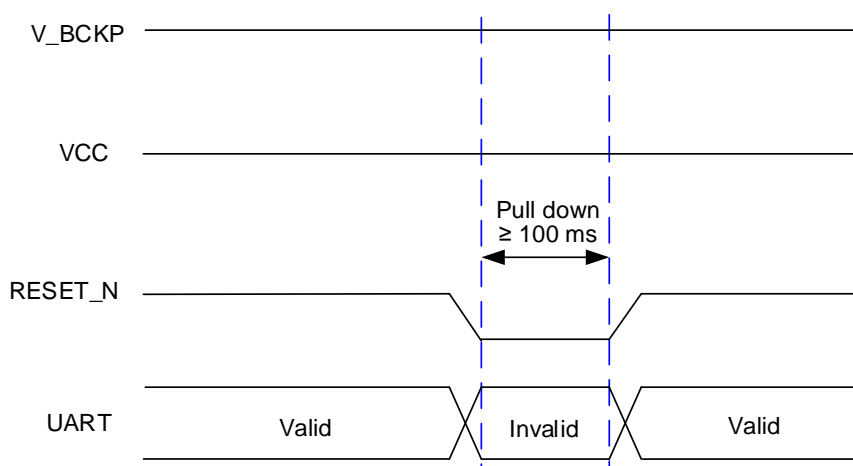 V_BCKP
VCC
Pull down
≥ 100 ms
RESET_N
UART
Valid
Invalid
Valid